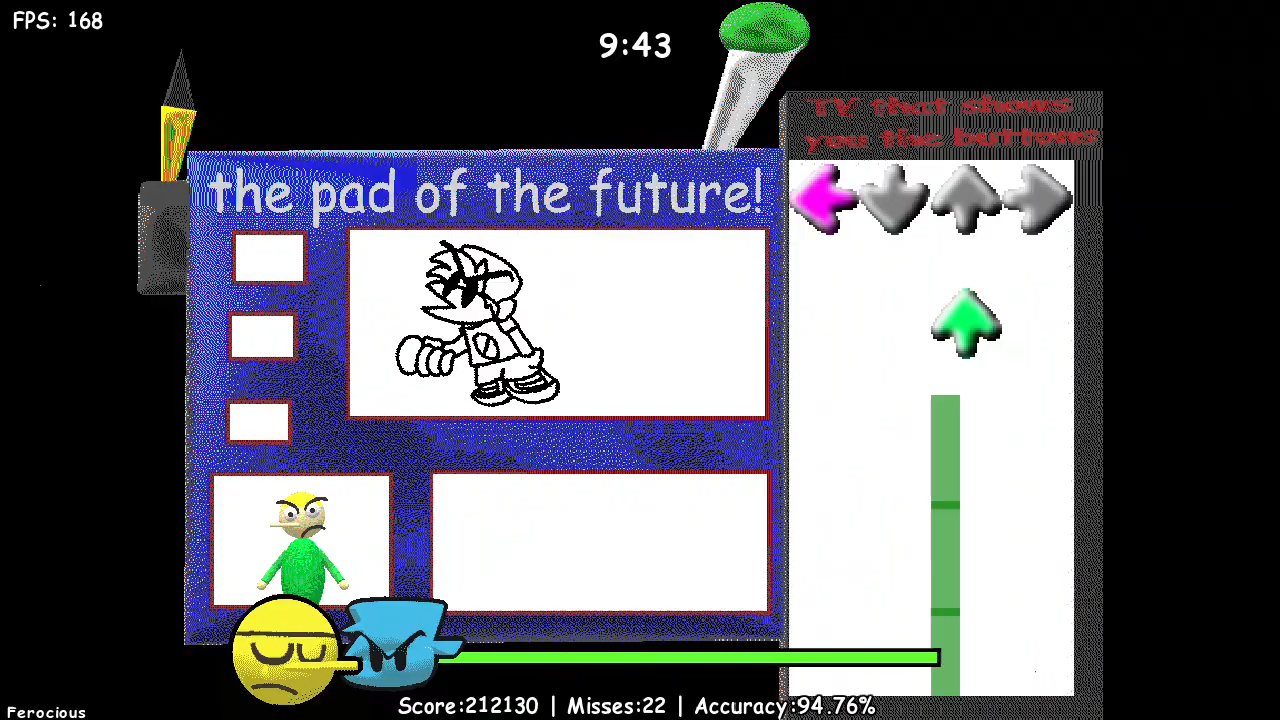 FPS: 168
9:43
TV that shows
you the buttons
the pad of the future!
Score:212130 | Misses:22 | Accuracy:94.76%
Ferocious